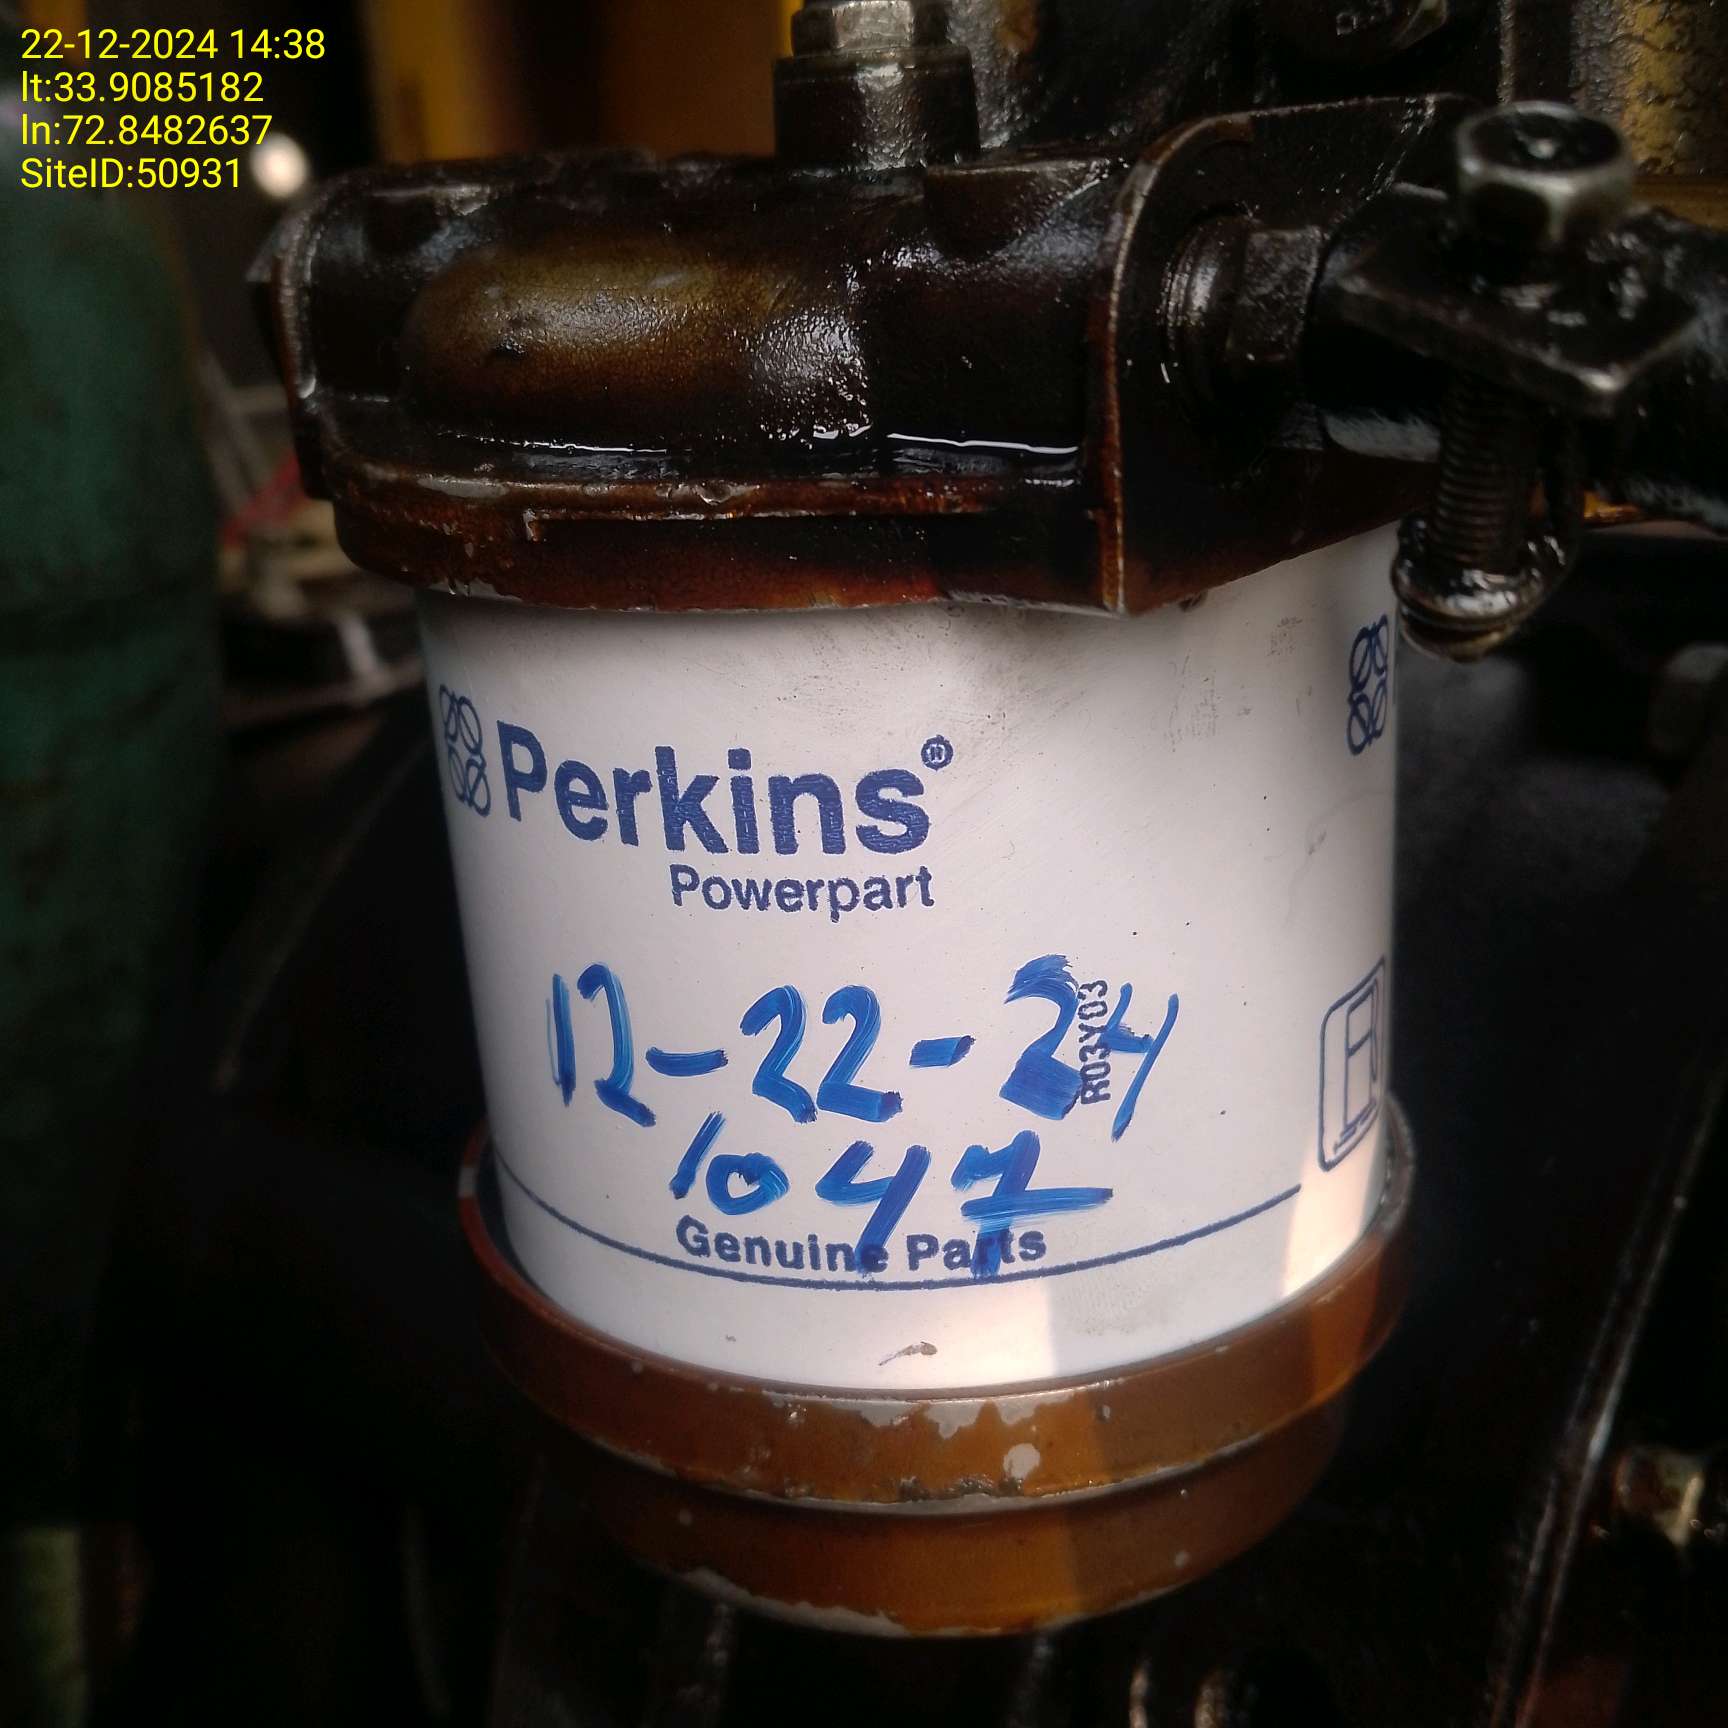 22-12-2024 14:38
lt:33.9085182
ln:72.8482637
SiteID:50931
Perkins®
Powerpart
12-22-24
R03Y03
1047
Genuine Parts